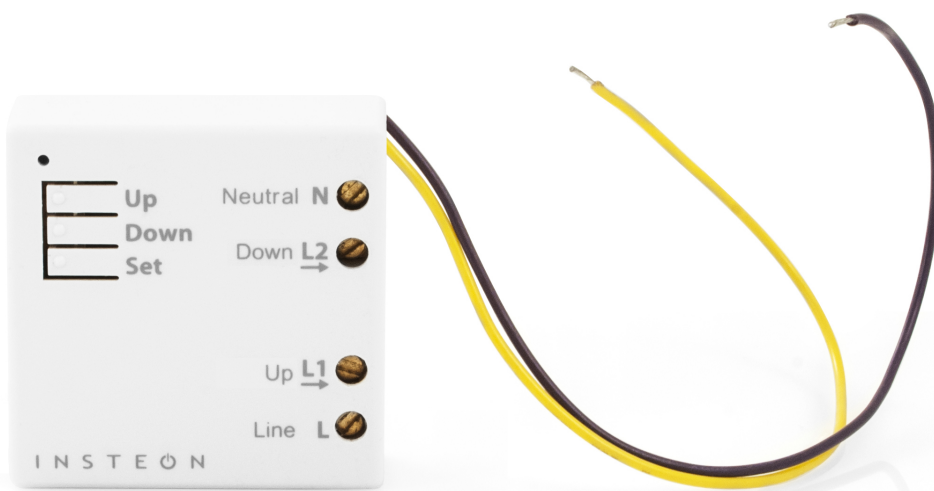 Up
Down
Set
Neutral N
Down L2
Up L1
Line L
INSTEON